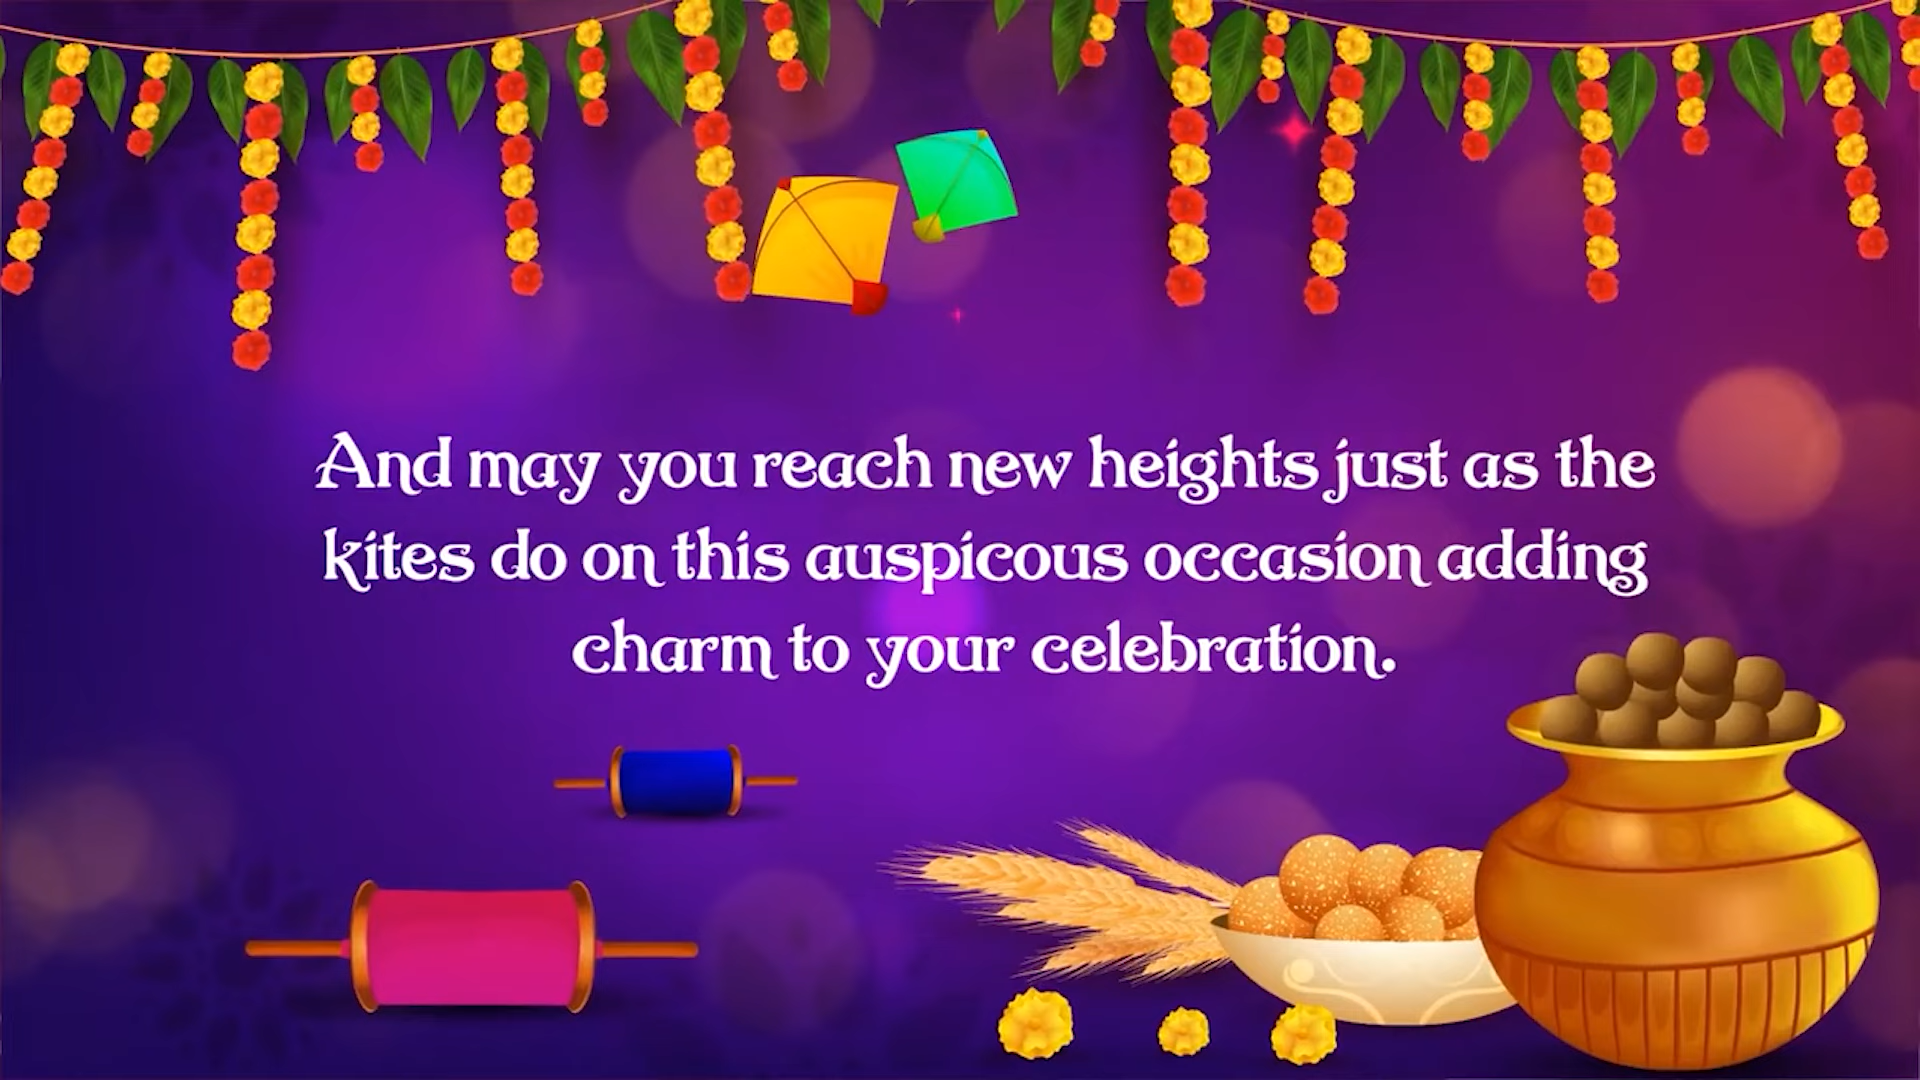 And may you reach new heights just as the
kites do on this auspicous occasion adding
charm to your celebration.